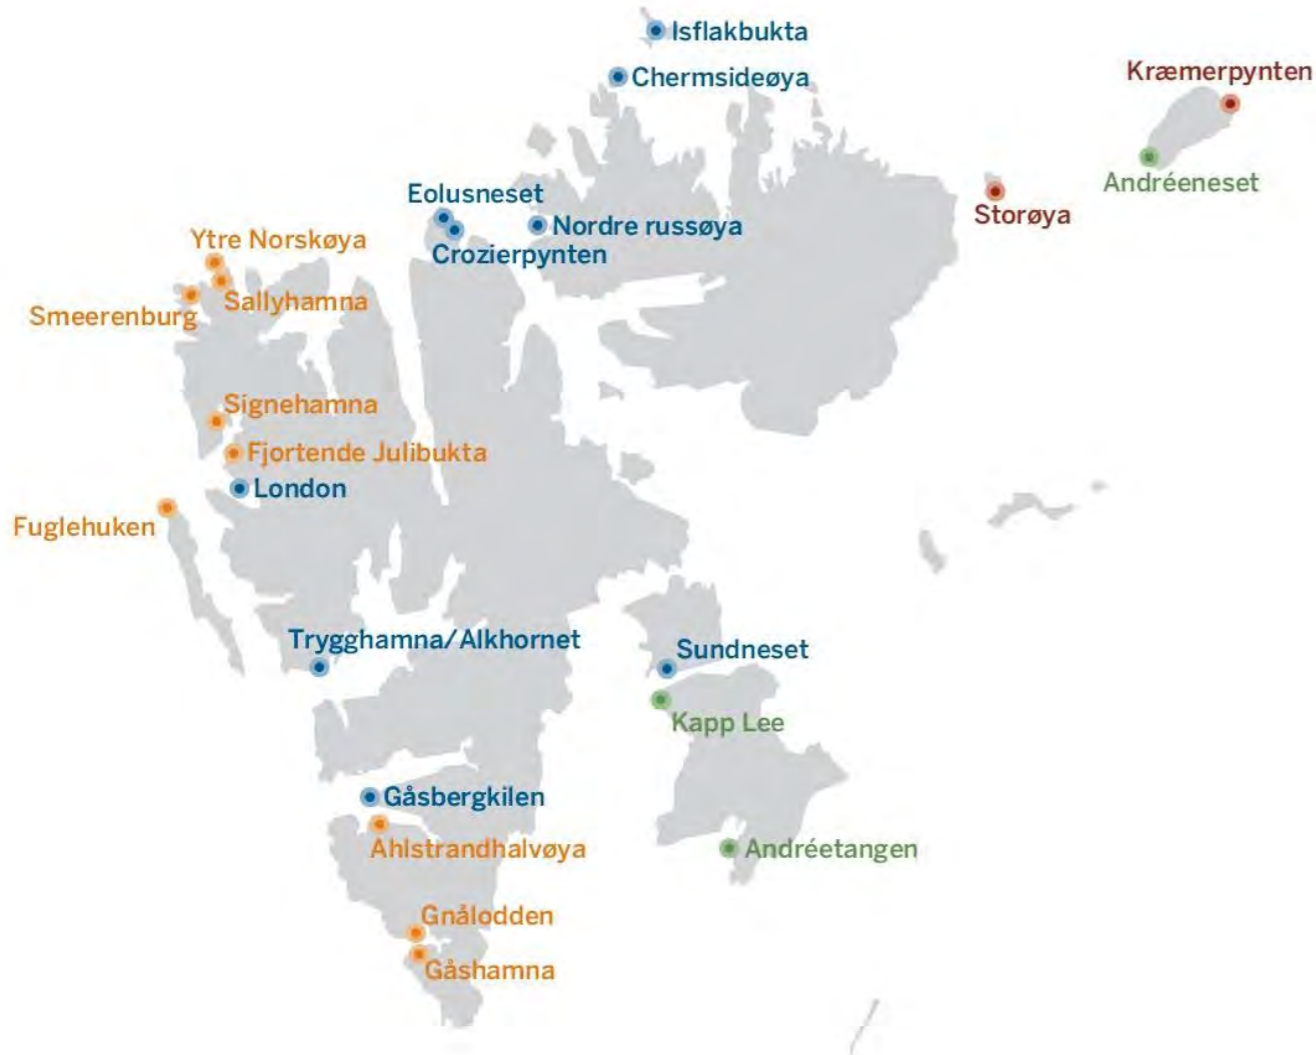 Isflakbukta
Chermsideøya
Kræmerpynten
Andréeneset
Storøya
Eolusneset
Nordre russøya
Crozierpynten
Ytre Norskøya
Sallyhamna
Smeerenburg
Signehamna
Fjortende Julibukta
London
Fuglehuken
Trygghamna/Alkhornet
Sundneset
Kapp Lee
Gåsbergkilen
Ahlstrandhalvøya
Andréetangen
Gnålodden
Gåshamna